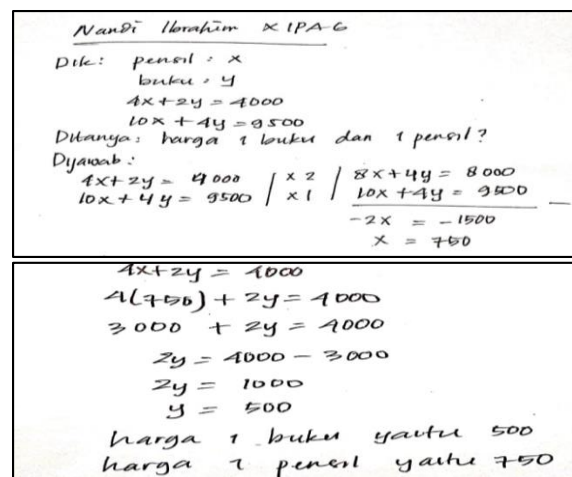 Nandi Ibrahim X IPA 6
Dik: pensil = x
buku = y
4x+2y = 4000
10x + 4y = 9500
Ditanya: harga 1 buku dan 1 pensil?
Dijawab:
4x+2y = 4000 | x 2 | 8x+4y = 8000
10x+4y = 9500 | x 1 | 10x+4y = 9500 -
-2x = -1500
x = 750
4x+2y = 4000
4(750)+2y=4000
3000 + 2y = 4000
2y = 4000 - 3000
2y = 1000
y = 500
harga 1 buku yaitu 500
harga 1 pensil yaitu 750